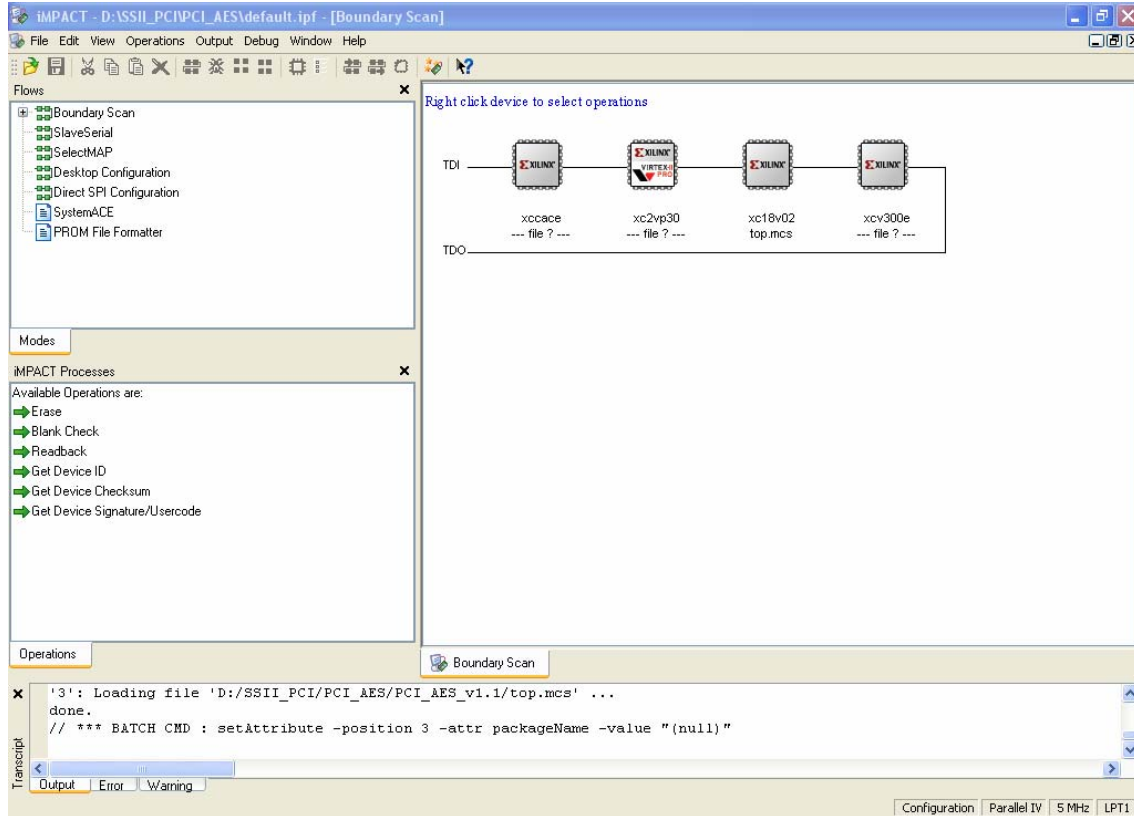 iMPACT - D:\SSII_PCI\PCI_AES\default.ipf - [Boundary Scan]
File Edit View Operations Output Debug Window Help
Flows
Boundary Scan
SlaveSerial
SelectMAP
Desktop Configuration
Direct SPI Configuration
SystemACE
PROM File Formatter
Modes
iMPACT Processes
Available Operations are:
Erase
Blank Check
Readback
Get Device ID
Get Device Checksum
Get Device Signature/Usercode
Operations
Right click device to select operations
TDI XILINX XILINX VIRTEX-II PRO XILINX XILINX
xccace xc2vp30 xc18v02 xcv300e
--- file ? --- --- file ? --- top.mcs --- file ? ---
TDO
Boundary Scan
'3': Loading file 'D:/SSII_PCI/PCI_AES/PCI_AES_v1.1/top.mcs' ...
done.
// *** BATCH CMD : setAttribute -position 3 -attr packageName -value "(null)"
Transcript
Output Error Warning
Configuration Parallel IV 5 MHz LPT1